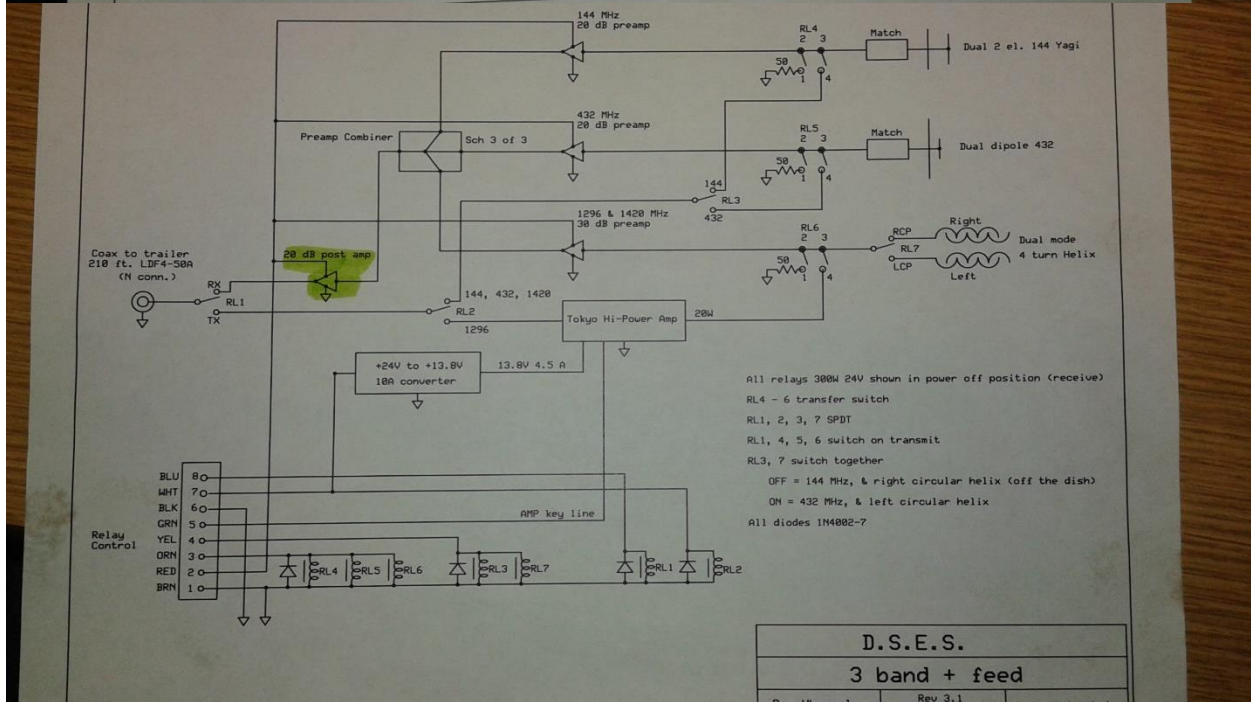 144 MHz
20 dB preamp
RL4
2 3
Match
Dual 2 el. 144 Yagi
50
1
4
432 MHz
20 dB preamp
Preamp Combiner
Sch 3 of 3
RL5
2 3
Match
Dual dipole 432
50
1
4
144
RL3
432
1296 & 1420 MHz
30 dB preamp
RL6
2 3
RCP
Right
RL7
Dual mode
4 turn Helix
LCP
Left
50
1
4
Coax to trailer
210 ft. LDF4-50A
(N conn.)
20 dB post amp
RX
RL1
TX
144, 432, 1420
RL2
1296
Tokyo Hi-Power Amp
20W
+24V to +13.8V
10A converter
13.8V 4.5 A
All relays 300W 24V shown in power off position (receive)
RL4 - 6 transfer switch
RL1, 2, 3, 7 SPDT
RL1, 4, 5, 6 switch on transmit
RL3, 7 switch together
OFF = 144 MHz, & right circular helix (off the dish)
ON = 432 MHz, & left circular helix
All diodes 1N4002-7
Relay
Control
BLU 8
WHT 7
BLK 6
GRN 5
YEL 4
ORN 3
RED 2
BRN 1
AMP key line
RL4 RL5 RL6 RL3 RL7 RL1 RL2
D.S.E.S.
3 band + feed
Rev 3.1